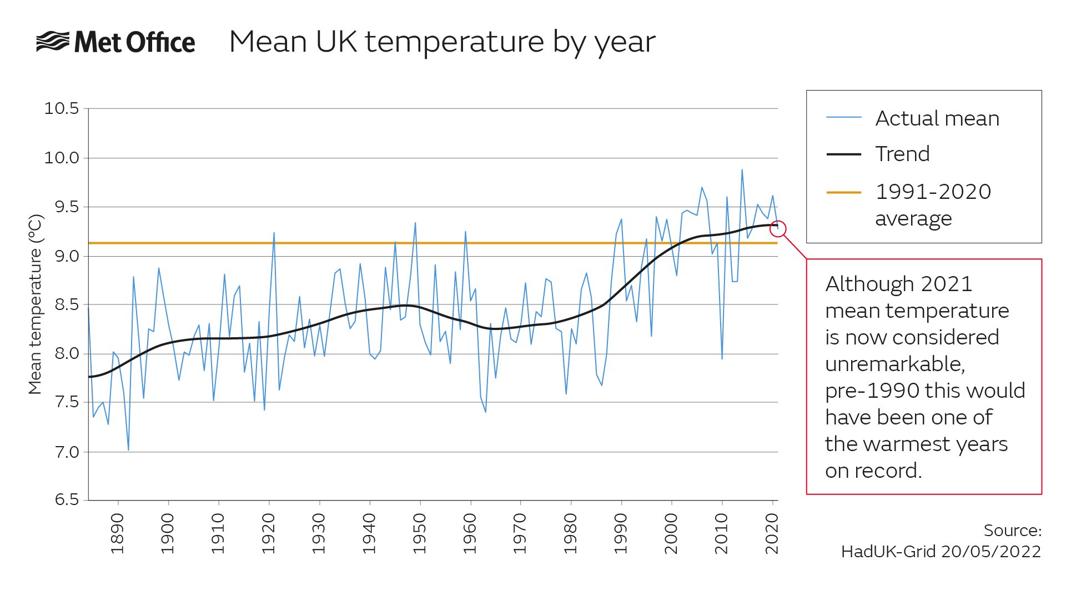 Met Office
Mean UK temperature by year
Mean temperature (°C)
10.5
10.0
9.5
9.0
8.5
8.0
7.5
7.0
6.5
1890
1900
1910
1920
1930
1940
1950
1960
1970
1980
1990
2000
2010
2020
Actual mean
Trend
1991-2020
average
Although 2021
mean temperature
is now considered
unremarkable,
pre-1990 this would
have been one of
the warmest years
on record.
Source:
HadUK-Grid 20/05/2022